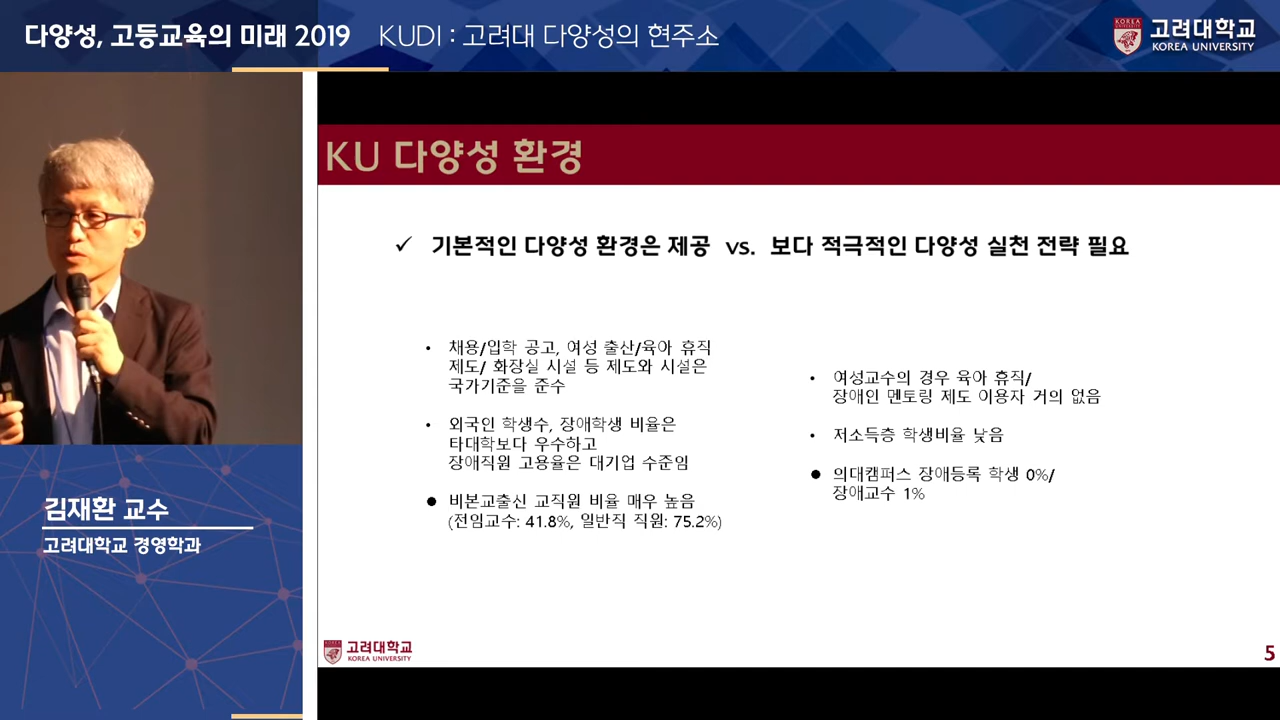 다양성, 고등교육의 미래 2019 KUDI : 고려대 다양성의 현주소
KOREA UNIVERSITY
고려대학교
KOREA UNIVERSITY
KU 다양성 환경
✓ 기본적인 다양성 환경은 제공 vs. 보다 적극적인 다양성 실천 전략 필요
• 채용/입학 공고, 여성 출산/육아 휴직
제도/ 화장실 시설 등 제도와 시설은
국가기준을 준수
• 외국인 학생수, 장애학생 비율은
타대학보다 우수하고
장애직원 고용율은 대기업 수준임
● 비본교출신 교직원 비율 매우 높음
(전임교수: 41.8%, 일반직 직원: 75.2%)
• 여성교수의 경우 육아 휴직/
장애인 멘토링 제도 이용자 거의 없음
• 저소득층 학생비율 낮음
● 의대캠퍼스 장애등록 학생 0%/
장애교수 1%
김재환 교수
고려대학교 경영학과
고려대학교
KOREA UNIVERSITY
5